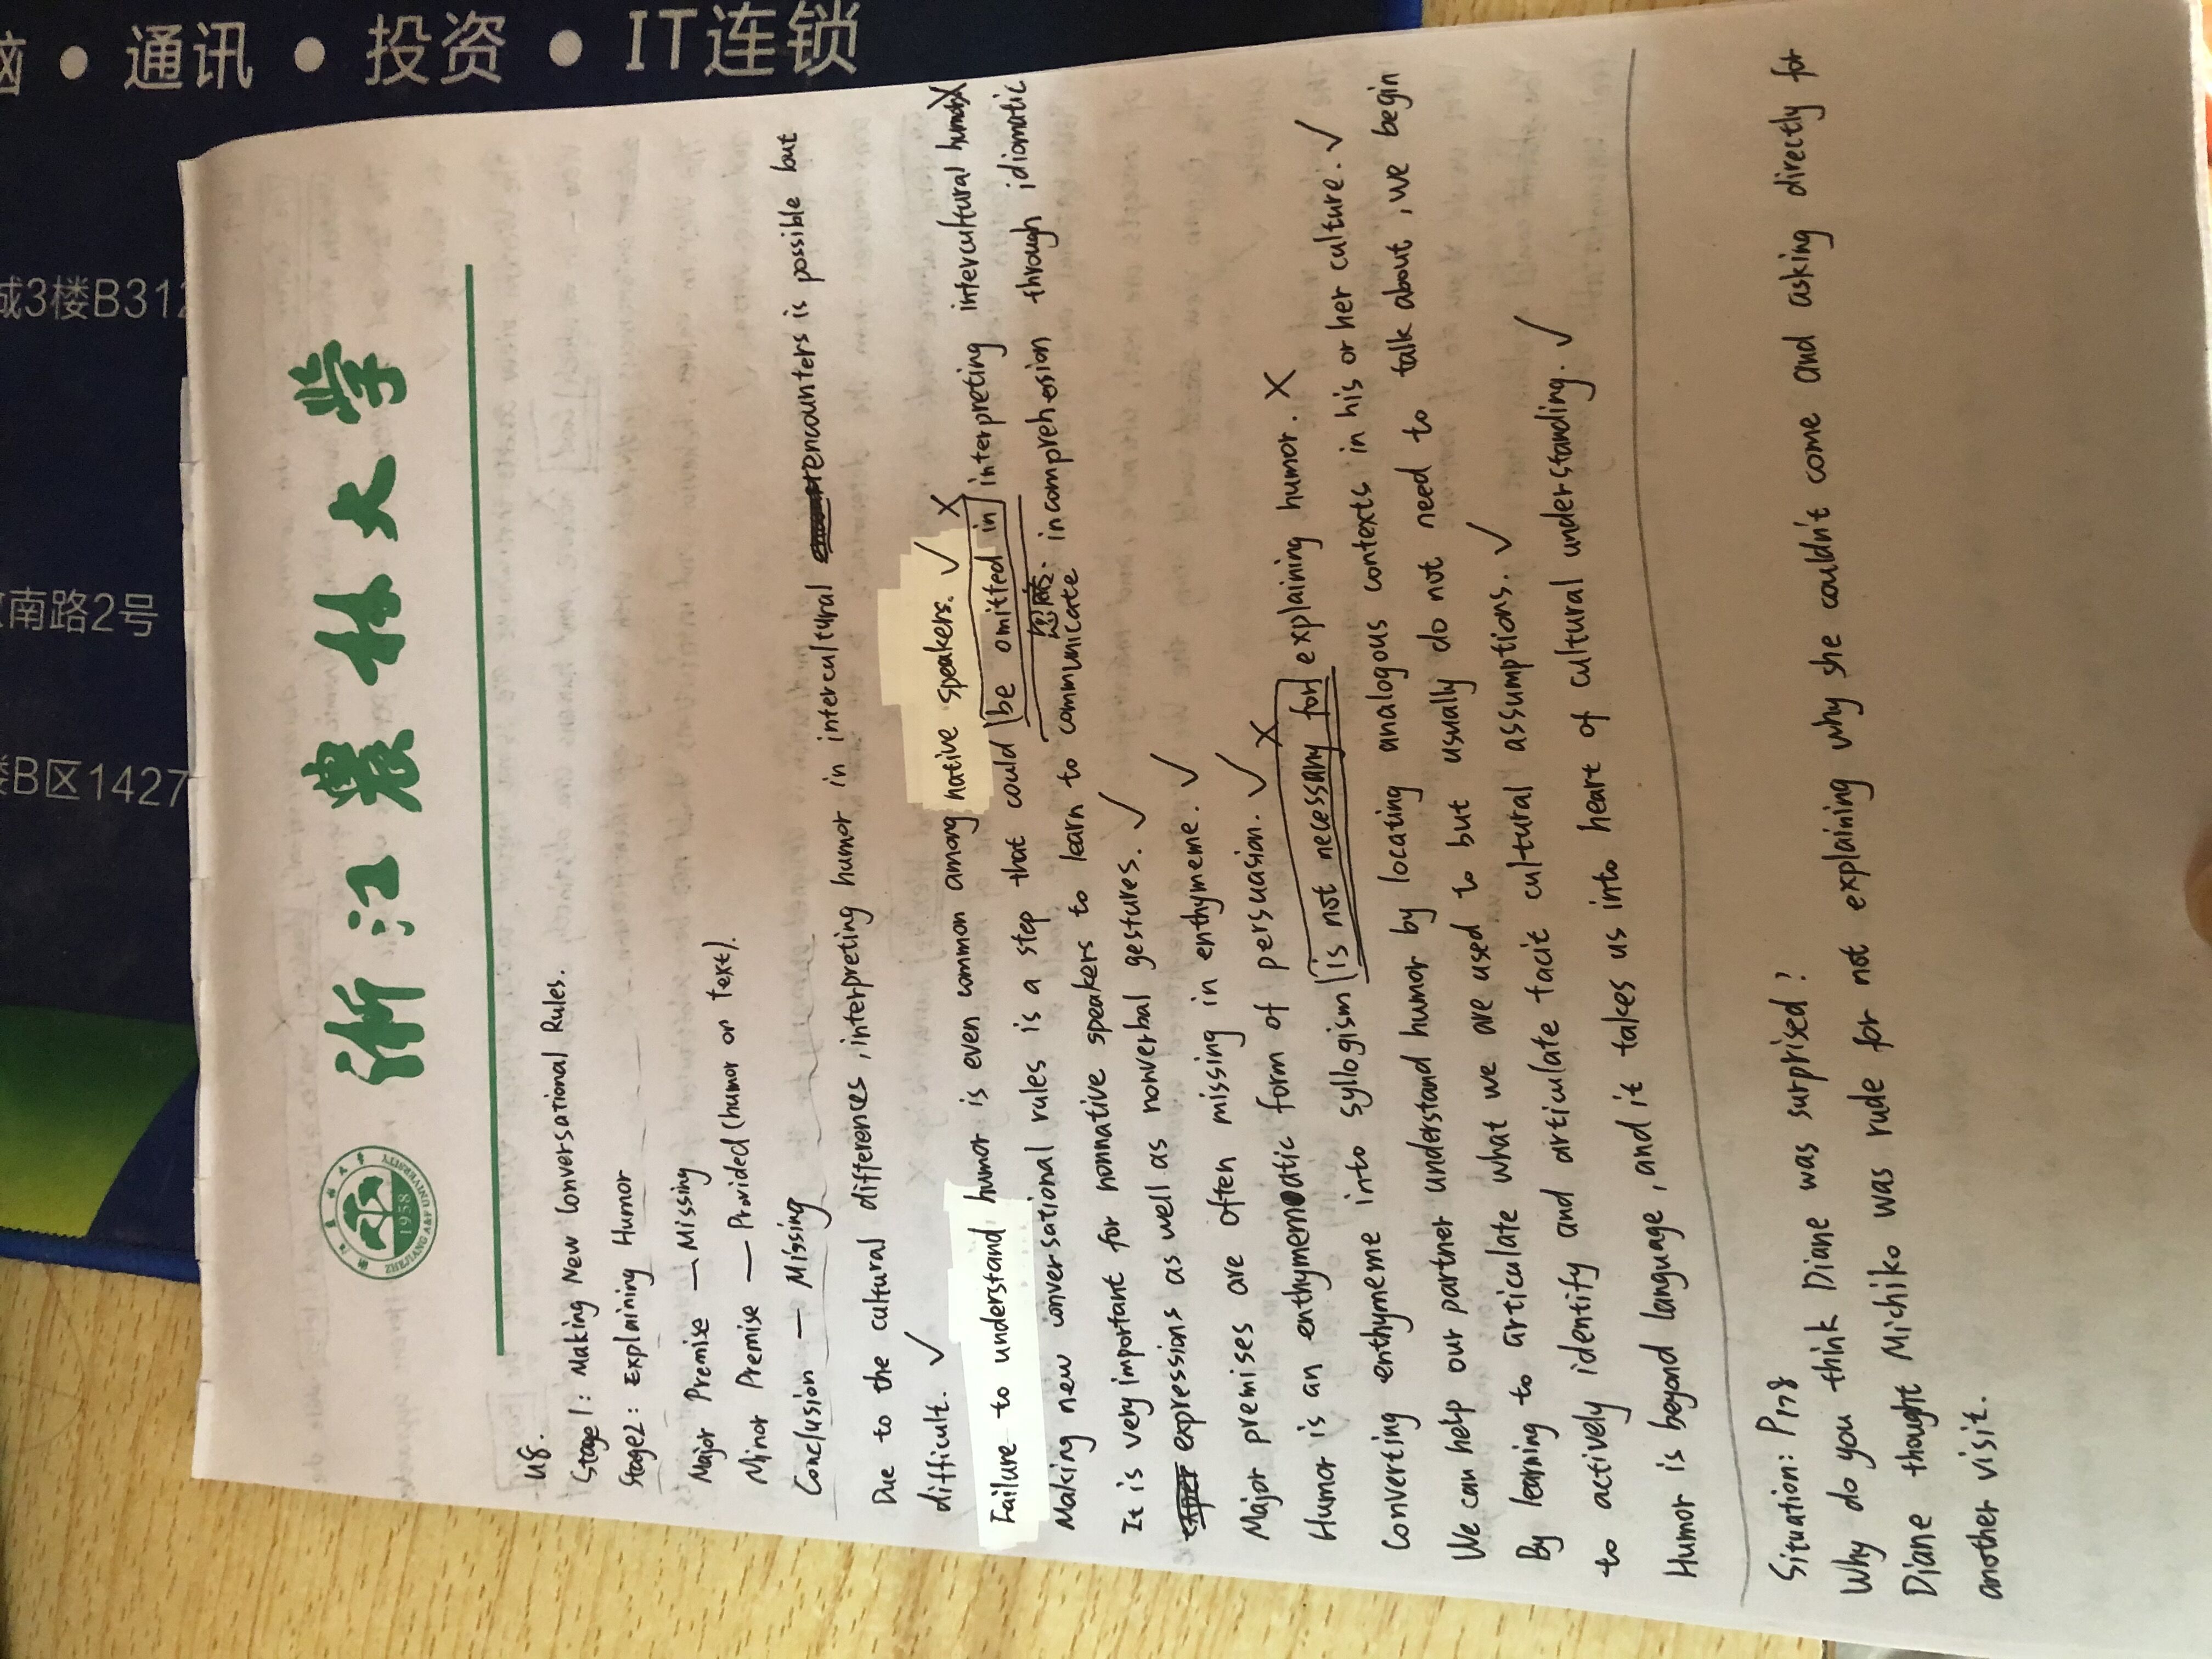 通讯 • 投资 • IT连锁
城3楼B312
南路2号
楼B区1427
浙江农林大学
ZHEJIANG A&F UNIVERSITY
1958
U8.
Stage 1: Making New Conversational Rules.
Stage2: Explaining Humor
Major Premise — Missing
Minor Premise — Provided (humor or text).
Conclusion — Missing
Due to the cultural differences, interpreting humor in intercultural encounters is possible but
difficult. ✓
Failure to understand humor is even common among native speakers. ✓
Making new conversational rules is a step that could be omitted in interpreting intercultural humor X
忽略.
It is very important for nonnative speakers to learn to communicate incomprehension through idiomatic
expressions as well as nonverbal gestures. ✓
Major premises are often missing in enthymeme. ✓
Humor is an enthymematic form of persuasion. ✓
Converting enthymeme into syllogism is not necessary for explaining humor. X
We can help our partner understand humor by locating analogous contexts in his or her culture. ✓
By learning to articulate what we are used to but usually do not need to talk about, we begin
to actively identify and articulate tacit cultural assumptions. ✓
Humor is beyond language, and it takes us into heart of cultural understanding. ✓
Situation: P178
Why do you think Diane was surprised?
Diane thought Michiko was rude for not explaining why she couldn't come and asking directly for
another visit.